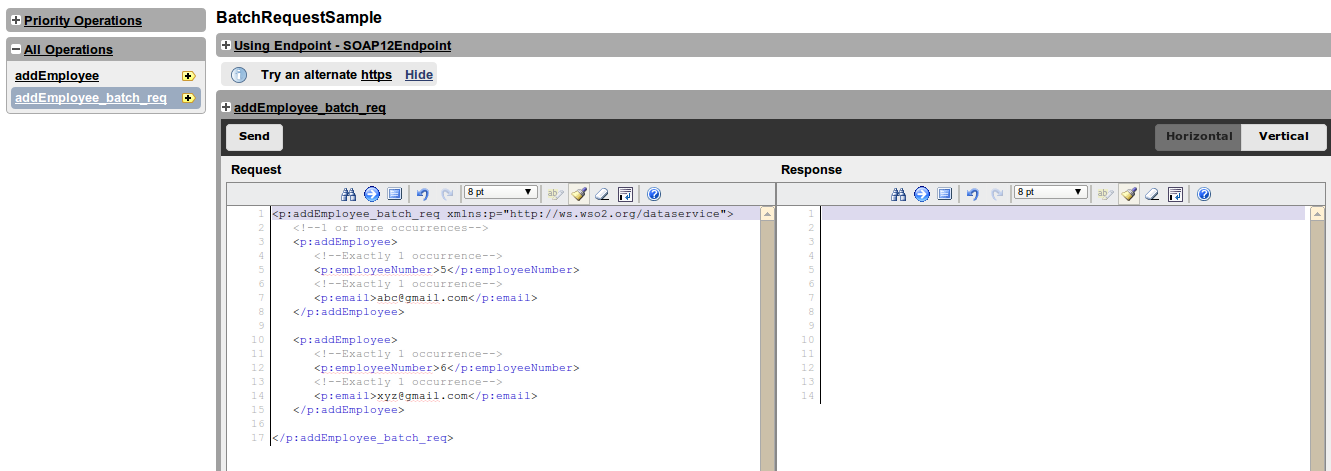 Priority Operations
All Operations
addEmployee
addEmployee_batch_req
BatchRequestSample
Using Endpoint - SOAP12Endpoint
Try an alternate https Hide
addEmployee_batch_req
Send
Horizontal Vertical
Request
8 pt
1 <p:addEmployee_batch_req xmlns:p="http://ws.wso2.org/dataservice">
2 <!--1 or more occurrences-->
3 <p:addEmployee>
4 <!--Exactly 1 occurrence-->
5 <p:employeeNumber>5</p:employeeNumber>
6 <!--Exactly 1 occurrence-->
7 <p:email>abc@gmail.com</p:email>
8 </p:addEmployee>
9
10 <p:addEmployee>
11 <!--Exactly 1 occurrence-->
12 <p:employeeNumber>6</p:employeeNumber>
13 <!--Exactly 1 occurrence-->
14 <p:email>xyz@gmail.com</p:email>
15 </p:addEmployee>
16
17 </p:addEmployee_batch_req>
Response
8 pt
1
2
3
4
5
6
7
8
9
10
11
12
13
14